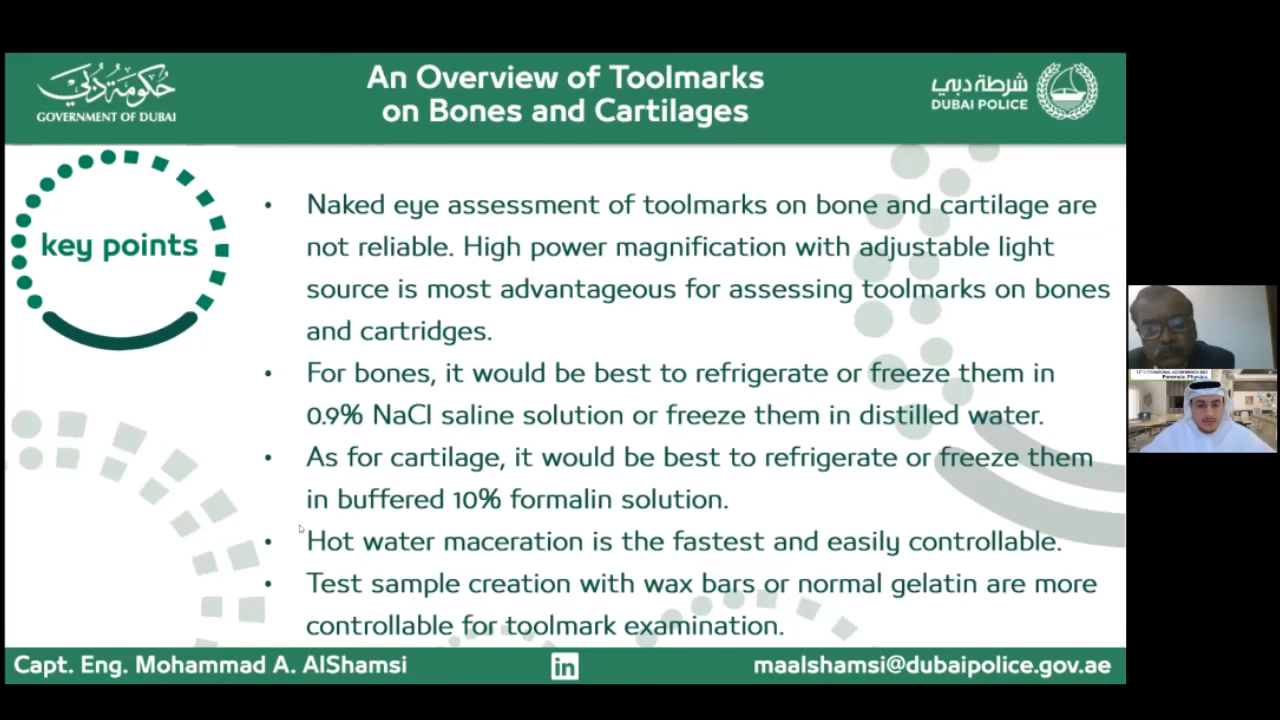 حكومة دبي
GOVERNMENT OF DUBAI
An Overview of Toolmarks
on Bones and Cartilages
شرطة دبي
DUBAI POLICE
key points
• Naked eye assessment of toolmarks on bone and cartilage are
not reliable. High power magnification with adjustable light
source is most advantageous for assessing toolmarks on bones
and cartridges.
• For bones, it would be best to refrigerate or freeze them in
0.9% NaCl saline solution or freeze them in distilled water.
• As for cartilage, it would be best to refrigerate or freeze them
in buffered 10% formalin solution.
• Hot water maceration is the fastest and easily controllable.
• Test sample creation with wax bars or normal gelatin are more
controllable for toolmark examination.
Capt. Eng. Mohammad A. AlShamsi
in
maalshamsi@dubaipolice.gov.ae
Forensic Physics